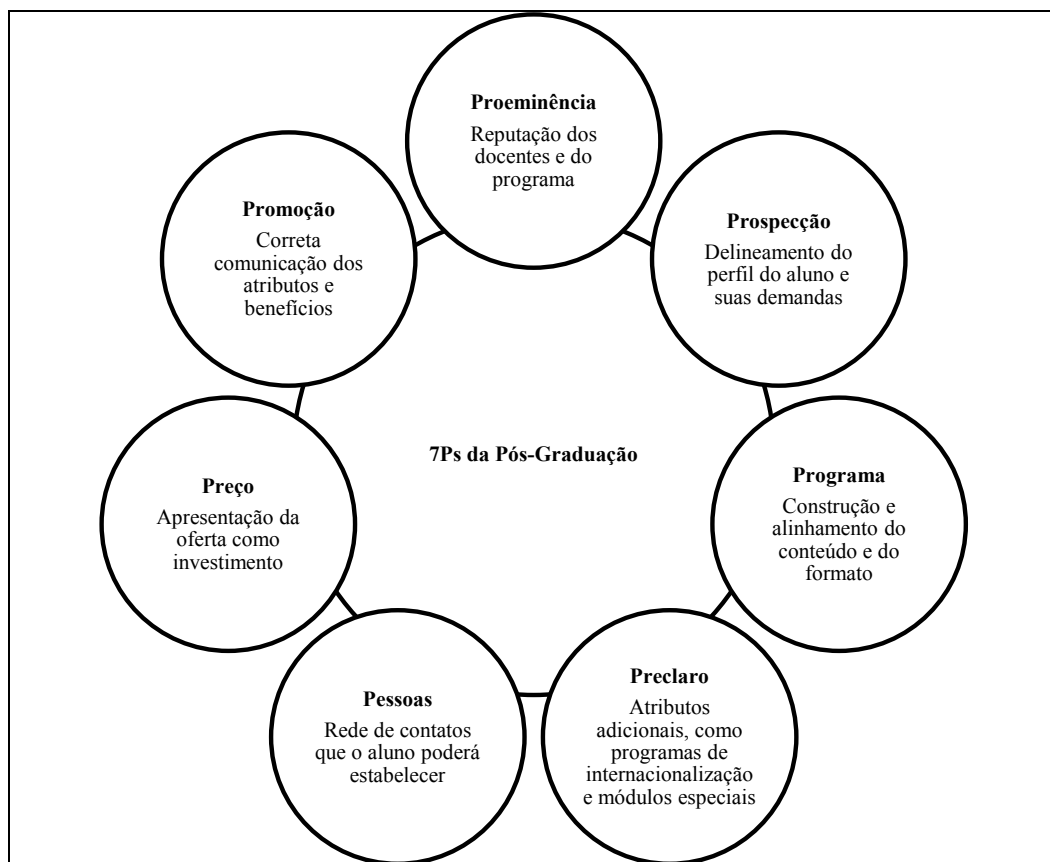 Proeminência
Reputação dos
docentes e do
programa
Prospecção
Delineamento do
perfil do aluno e
suas demandas
Programa
Construção e
alinhamento do
conteúdo e do
formato
Preclaro
Atributos
adicionais, como
programas de
internacionalização
e módulos especiais
Pessoas
Rede de contatos
que o aluno poderá
estabelecer
Preço
Apresentação da
oferta como
investimento
Promoção
Correta
comunicação dos
atributos e
benefícios
7Ps da Pós-Graduação